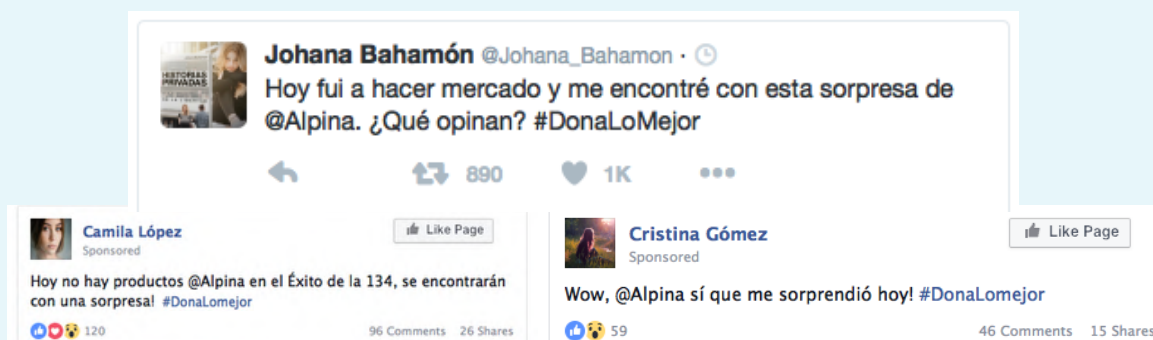 HISTORIAS
PRIVADAS
Johana Bahamón @Johana_Bahamon ·
Hoy fui a hacer mercado y me encontré con esta sorpresa de
@Alpina. ¿Qué opinan? #DonaLoMejor
890 1K
Camila López Like Page
Sponsored
Hoy no hay productos @Alpina en el Éxito de la 134, se encontrarán
con una sorpresa! #DonaLomejor
120 96 Comments 26 Shares
Cristina Gómez Like Page
Sponsored
Wow, @Alpina sí que me sorprendió hoy! #DonaLomejor
59 46 Comments 15 Shares